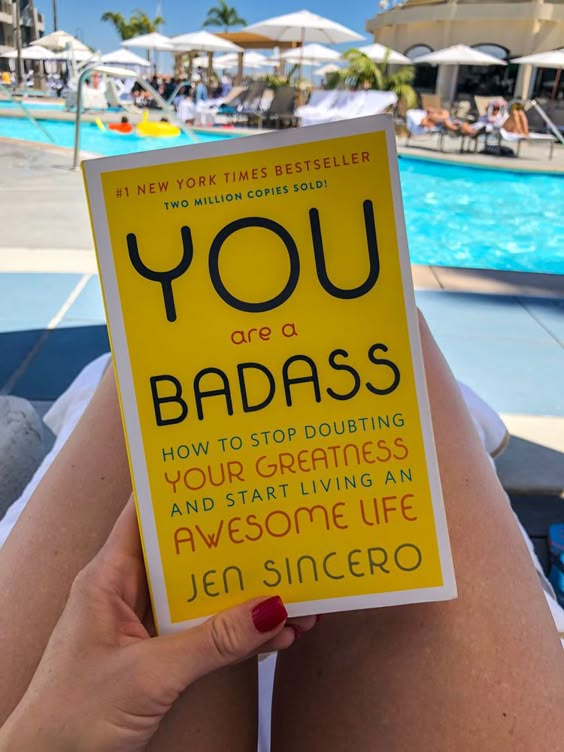 #1 NEW YORK TIMES BESTSELLER
TWO MILLION COPIES SOLD!
YOU
are a
BADASS
HOW TO STOP DOUBTING
YOUR GREATNESS
AND START LIVING AN
AWESOME LIFE
JEN SINCERO